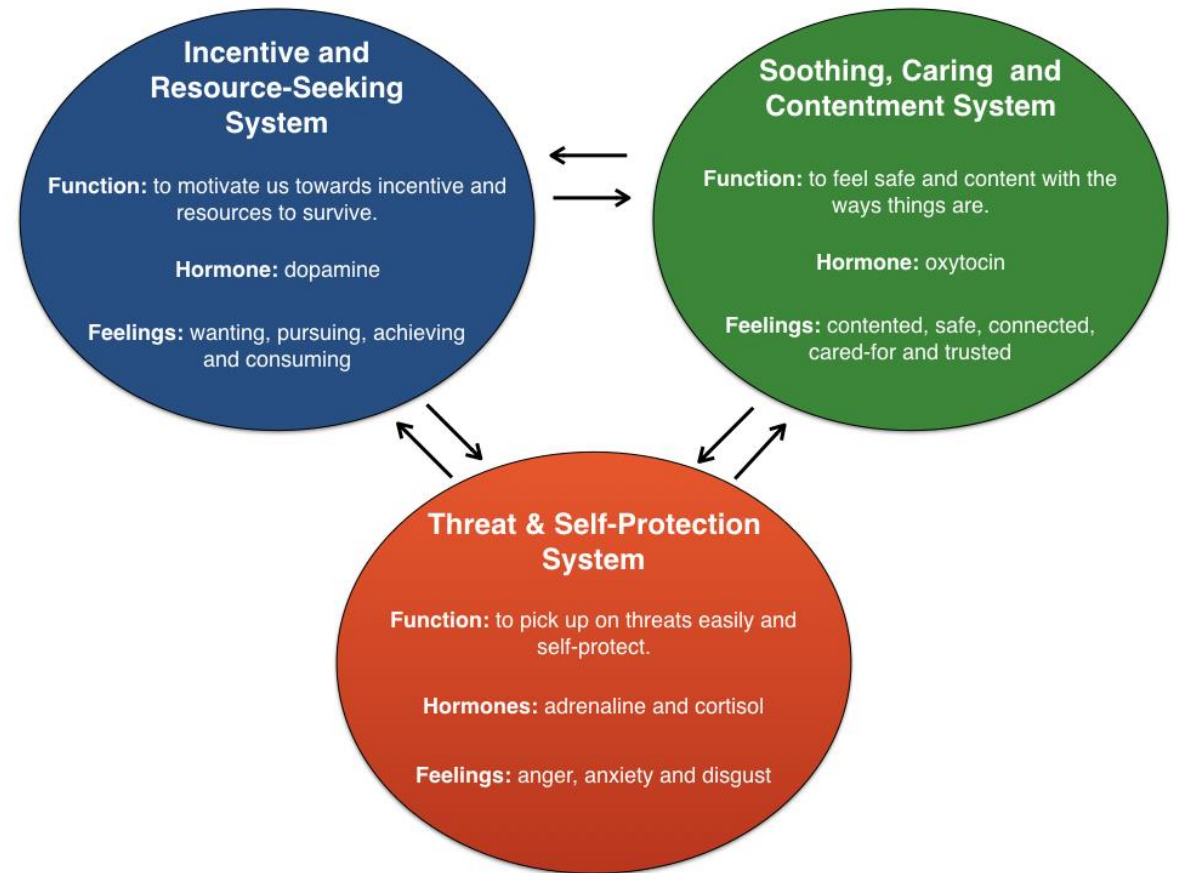 Incentive and
Resource-Seeking
System
Function: to motivate us towards incentive and
resources to survive.
Hormone: dopamine
Feelings: wanting, pursuing, achieving
and consuming
Soothing, Caring and
Contentment System
Function: to feel safe and content with the
ways things are.
Hormone: oxytocin
Feelings: contented, safe, connected,
cared-for and trusted
Threat & Self-Protection
System
Function: to pick up on threats easily and
self-protect.
Hormones: adrenaline and cortisol
Feelings: anger, anxiety and disgust